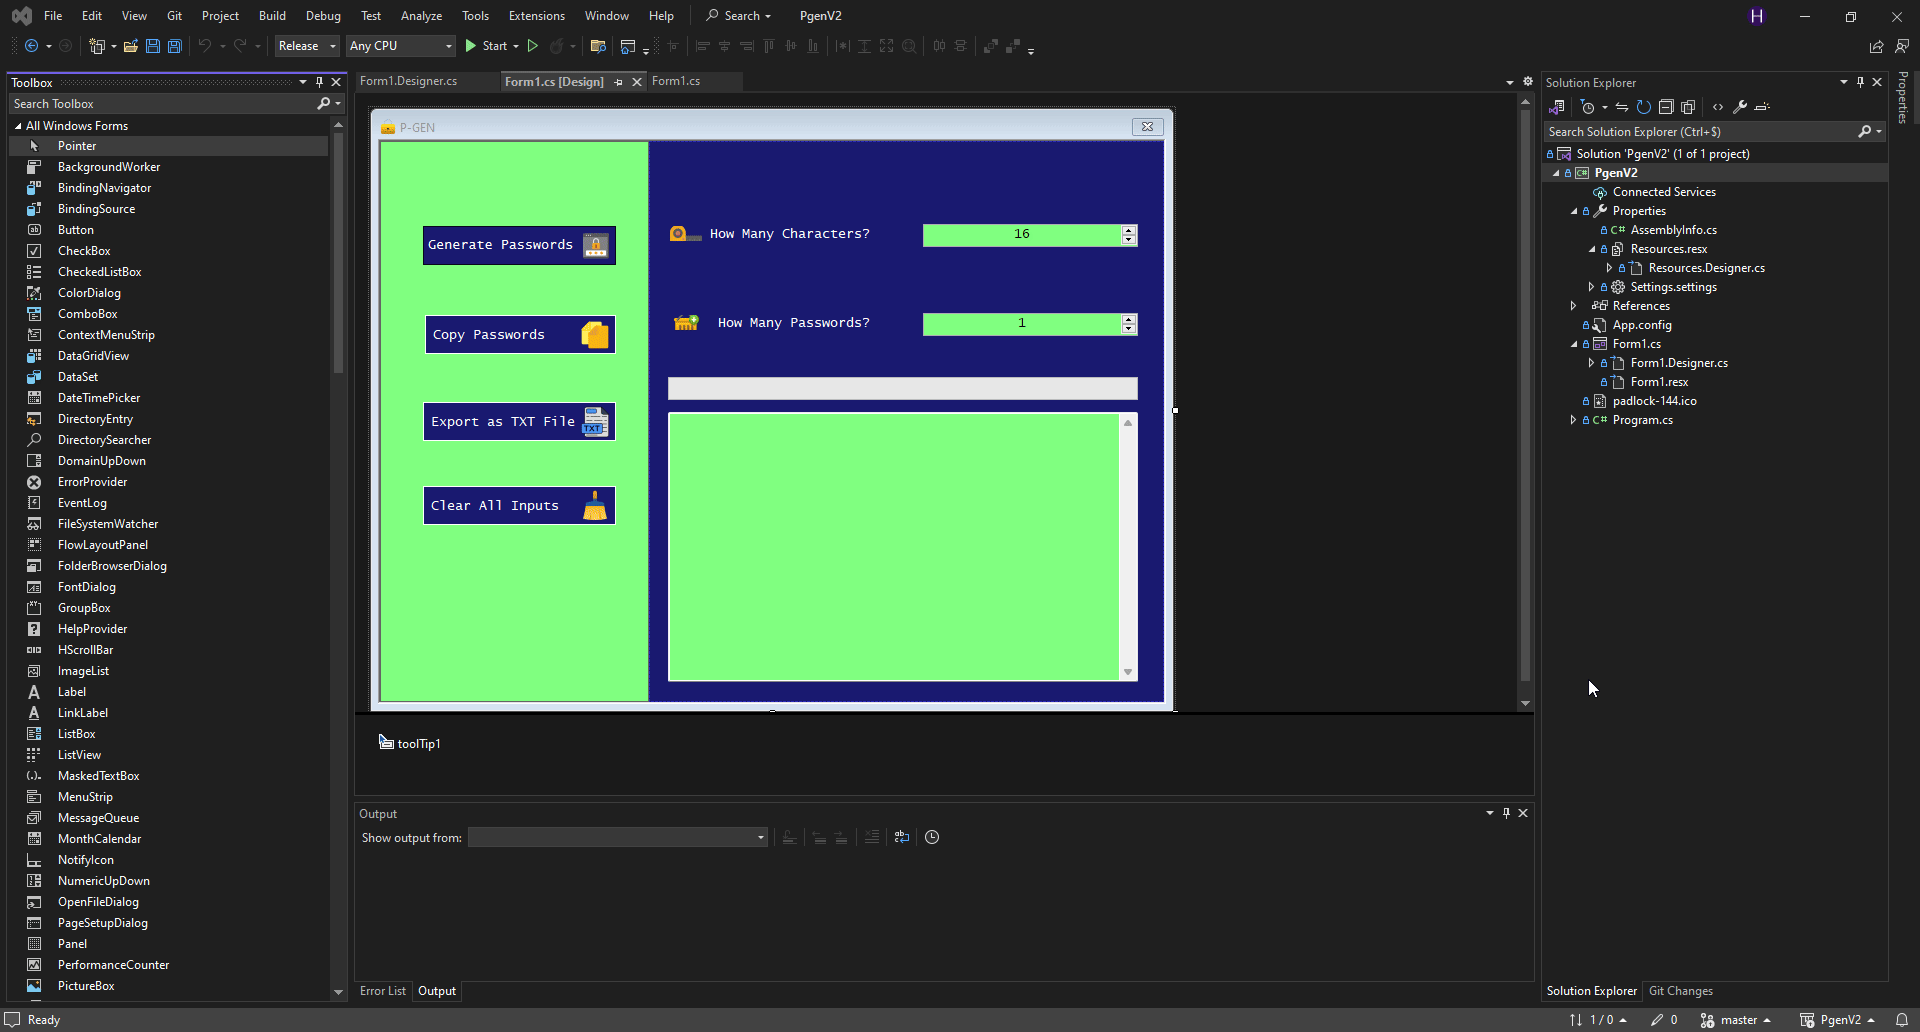 File Edit View Git Project Build Debug Test Analyze Tools Extensions Window Help Search PgenV2 H
Release Any CPU Start
Toolbox
Search Toolbox
All Windows Forms
Pointer
BackgroundWorker
BindingNavigator
BindingSource
Button
CheckBox
CheckedListBox
ColorDialog
ComboBox
ContextMenuStrip
DataGridView
DataSet
DateTimePicker
DirectoryEntry
DirectorySearcher
DomainUpDown
ErrorProvider
EventLog
FileSystemWatcher
FlowLayoutPanel
FolderBrowserDialog
FontDialog
GroupBox
HelpProvider
HScrollBar
ImageList
Label
LinkLabel
ListBox
ListView
MaskedTextBox
MenuStrip
MessageQueue
MonthCalendar
NotifyIcon
NumericUpDown
OpenFileDialog
PageSetupDialog
Panel
PerformanceCounter
PictureBox
Form1.Designer.cs Form1.cs [Design] Form1.cs
P-GEN
Generate Passwords
Copy Passwords
Export as TXT File
TXT
Clear All Inputs
How Many Characters? 16
How Many Passwords? 1
toolTip1
Output
Show output from:
Error List Output
Solution Explorer
Search Solution Explorer (Ctrl+$)
Solution 'PgenV2' (1 of 1 project)
C# PgenV2
Connected Services
Properties
C# AssemblyInfo.cs
Resources.resx
Resources.Designer.cs
Settings.settings
References
App.config
Form1.cs
Form1.Designer.cs
Form1.resx
padlock-144.ico
C# Program.cs
Solution Explorer Git Changes
Properties
Ready
1 / 0 0 master PgenV2